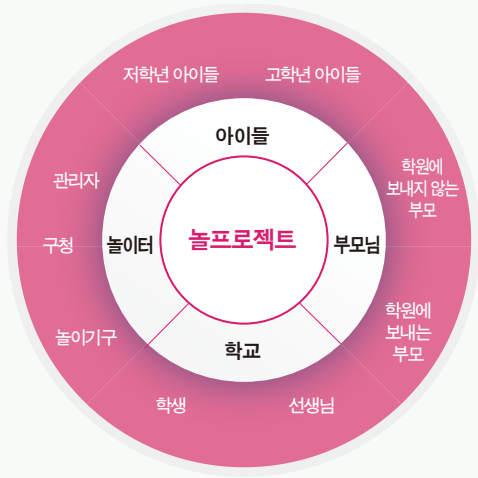 저학년 아이들
고학년 아이들
아이들
학원에
보내지 않는
부모
관리자
구청
놀이터
놀프로젝트
부모님
놀이기구
학원에
보내는
부모
학교
학생
선생님